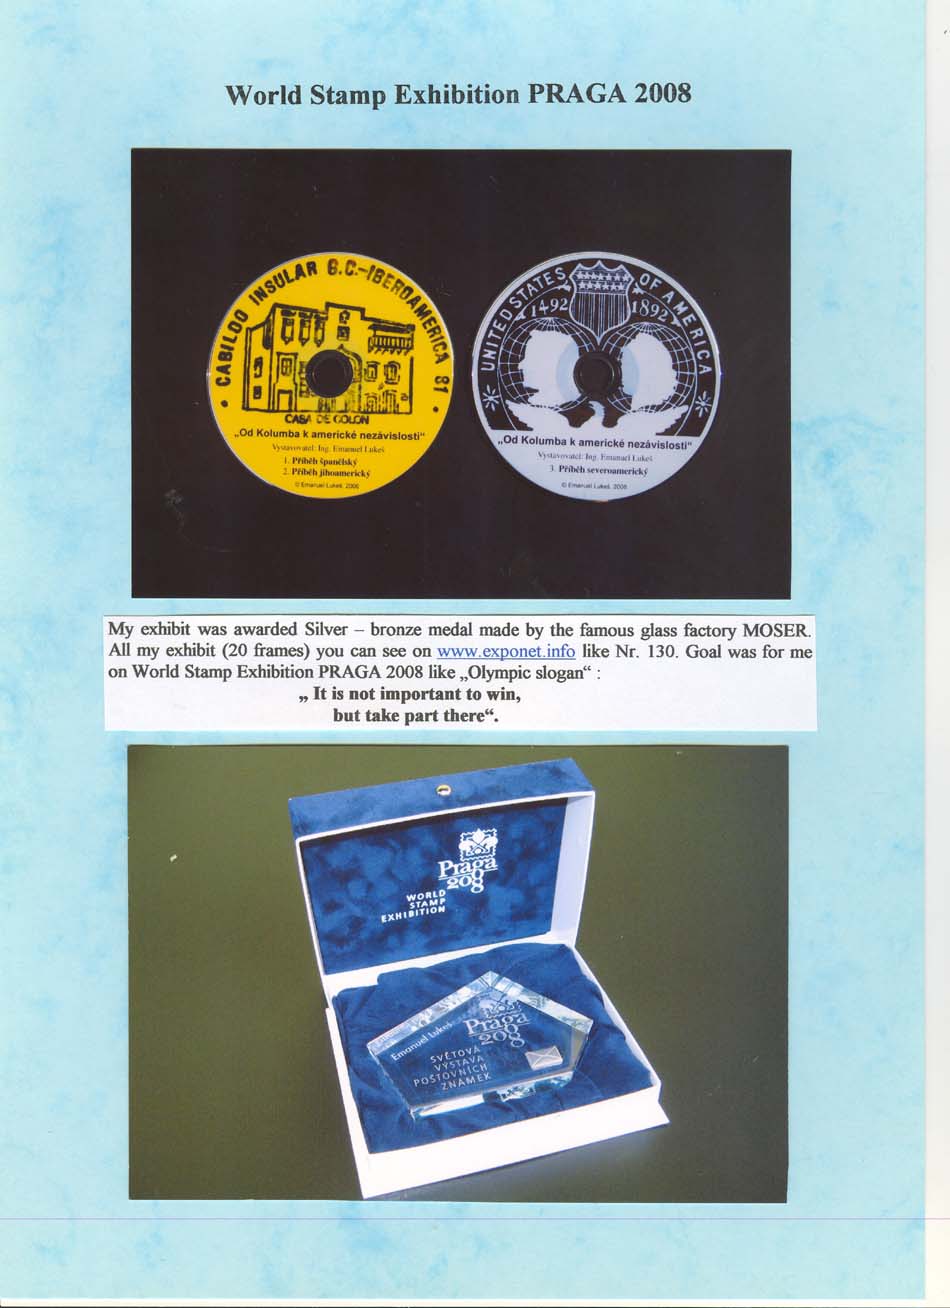 World Stamp Exhibition PRAGA 2008
CABILDO INSULAR G.C.-IBEROAMERICA 81
CASA DE COLON
„Od Kolumba k americké nezávislosti“
Vystavovatel: Ing. Emanuel Lukeš
1. Příběh španělský
2. Příběh jihoamerický
© Emanuel Lukeš, 2006
UNITED STATES OF AMERICA
1492 1892
„Od Kolumba k americké nezávislosti“
Vystavovatel: Ing. Emanuel Lukeš
3. Příběh severoamerický
© Emanuel Lukeš, 2006
My exhibit was awarded Silver – bronze medal made by the famous glass factory MOSER.
All my exhibit (20 frames) you can see on www.exponet.info like Nr. 130. Goal was for me
on World Stamp Exhibition PRAGA 2008 like „Olympic slogan“ :
„ It is not important to win,
but take part there“.
Praga
2008
WORLD
STAMP
EXHIBITION
Emanuel Lukeš
Praga
2008
SVĚTOVÁ
VÝSTAVA
POŠTOVNÍCH
ZNÁMEK